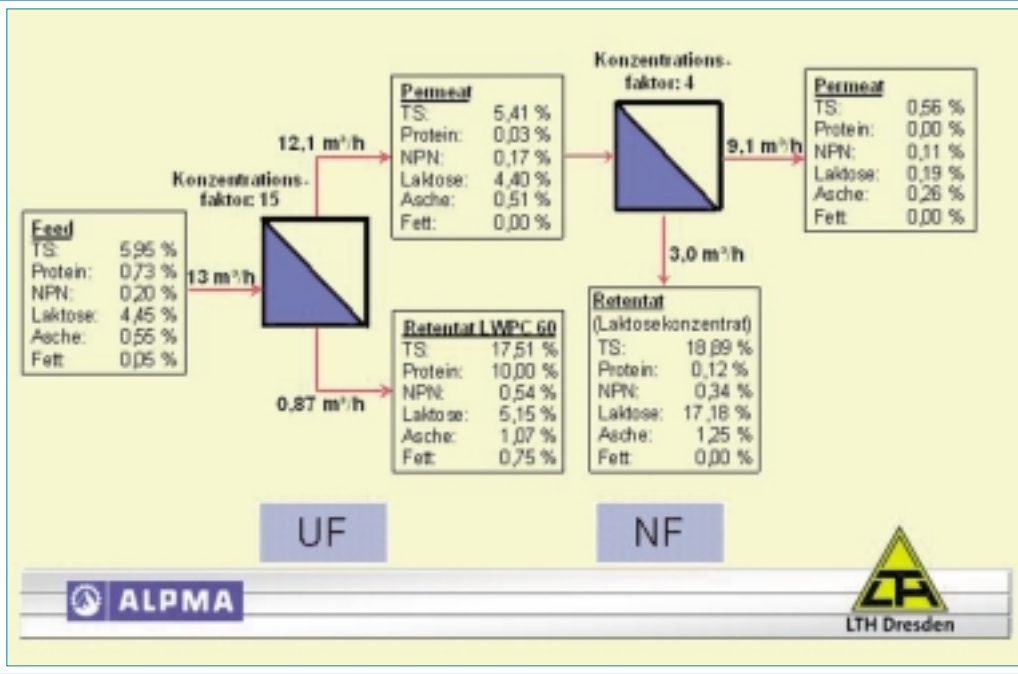 Konzentrations-
faktor: 4
Permeat
TS: 5,41 %
Protein: 0,03 %
NPN: 0,17 %
Laktose: 4,40 %
Asche: 0,51 %
Fett: 0,00 %
Permeat
TS: 0,56 %
Protein: 0,00 %
NPN: 0,11 %
Laktose: 0,19 %
Asche: 0,26 %
Fett: 0,00 %
12,1 m³/h
9,1 m³/h
Konzentrations-
faktor: 15
Feed
TS: 5,95 %
Protein: 0,73 %
NPN: 0,20 %
Laktose: 4,45 %
Asche: 0,55 %
Fett: 0,05 %
13 m³/h
3,0 m³/h
0,87 m³/h
Retentat LWPC 60
TS: 17,51 %
Protein: 10,00 %
NPN: 0,54 %
Laktose: 5,15 %
Asche: 1,07 %
Fett: 0,75 %
Retentat
(Laktosekonzentrat)
TS: 18,89 %
Protein: 0,12 %
NPN: 0,34 %
Laktose: 17,18 %
Asche: 1,25 %
Fett: 0,00 %
UF
NF
ALPMA
LTH
LTH Dresden